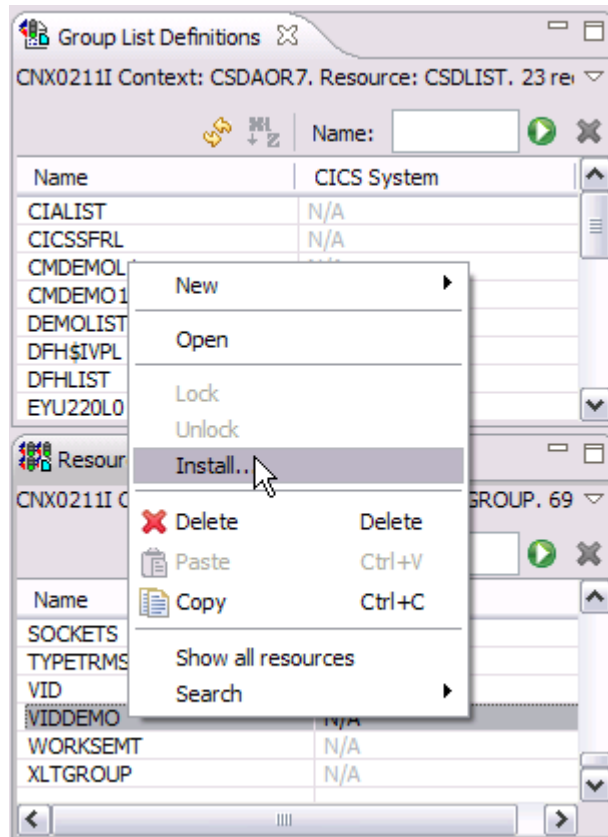 Group List Definitions
CNX0211I Context: CSDAOR7. Resource: CSDLIST. 23
Name:
Name CICS System
CIALIST N/A
CICSSFRL N/A
CMDEMOL
CMDEMO1
DEMOLIST
DFH$IVPL
DFHLIST
EYU220L0
New
Open
Lock
Unlock
Install...
Delete Delete
Paste Ctrl+V
Copy Ctrl+C
Show all resources
Search
Resour
CNX0211I C GROUP. 69
Name
SOCKETS
TYPETRMS
VID
VIDDEMO N/A
WORKSEMT N/A
XLTGROUP N/A